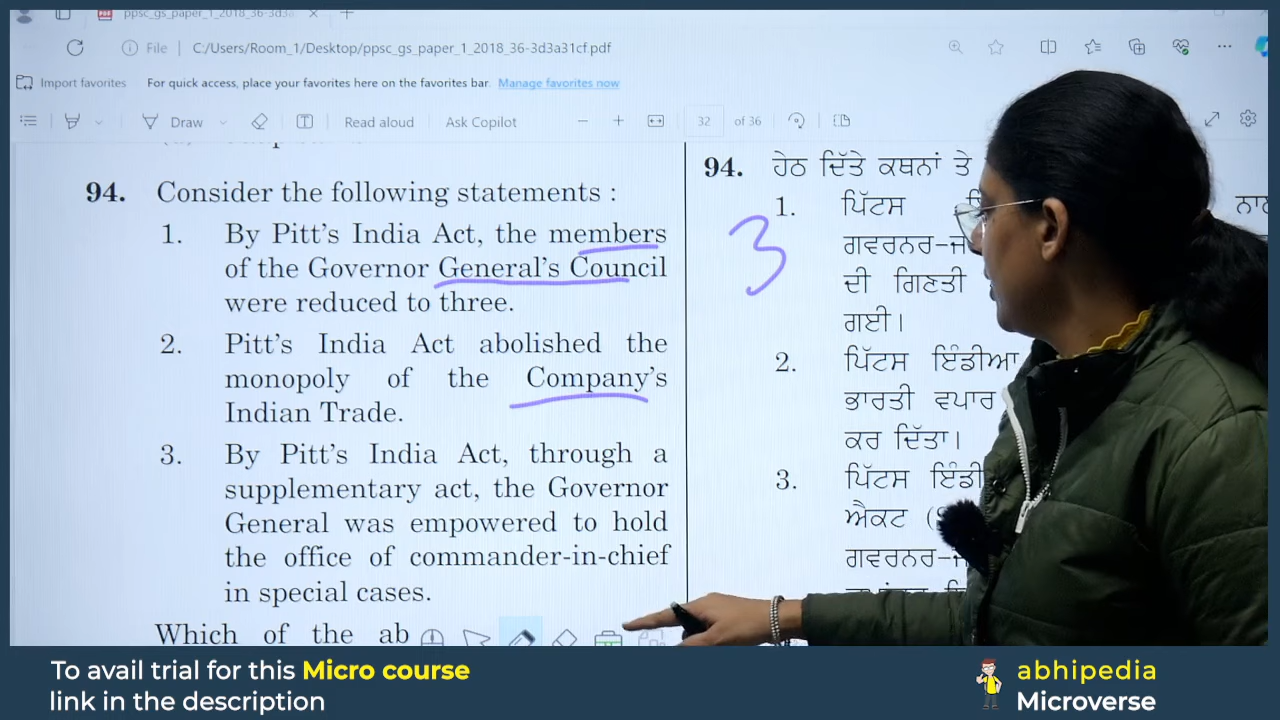 ppsc_gs_paper_1_2018_36-3d3a
File C:/Users/Room_1/Desktop/ppsc_gs_paper_1_2018_36-3d3a31cf.pdf
Import favorites For quick access, place your favorites here on the favorites bar. Manage favorites now
Draw Read aloud Ask Copilot 32 of 36
94. Consider the following statements :
1. By Pitt's India Act, the members
of the Governor General's Council
were reduced to three.
2. Pitt's India Act abolished the
monopoly of the Company's
Indian Trade.
3. By Pitt's India Act, through a
supplementary act, the Governor
General was empowered to hold
the office of commander-in-chief
in special cases.
Which of the ab
94. ਹੇਠ ਦਿੱਤੇ ਕਥਨਾਂ ਤੇ
3
1. ਪਿੱਟਸ
ਗਵਰਨਰ-ਜ
ਦੀ ਗਿਣਤੀ
ਗਈ।
2. ਪਿੱਟਸ ਇੰਡੀਆ
ਭਾਰਤੀ ਵਪਾਰ
ਕਰ ਦਿੱਤਾ।
3. ਪਿੱਟਸ ਇੰਡੀ
ਐਕਟ
ਗਵਰਨਰ-ਜ
To avail trial for this Micro course
link in the description
abhipedia
Microverse